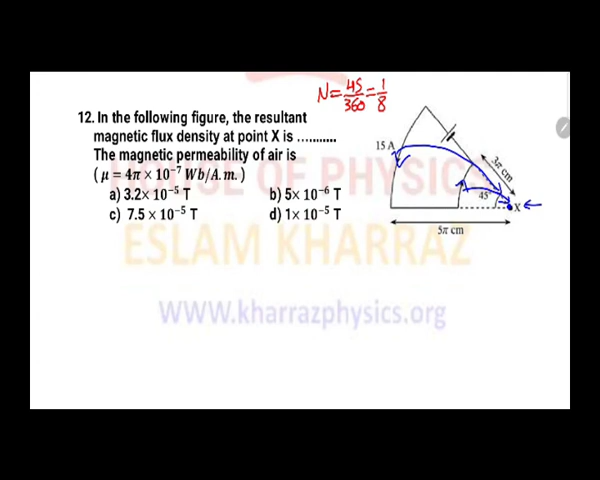 N=45/360=1/8
12. In the following figure, the resultant
magnetic flux density at point X is ...........
The magnetic permeability of air is
( μ = 4π × 10⁻⁷ Wb/A.m. )
a) 3.2× 10⁻⁵ T b) 5× 10⁻⁶ T
c) 7.5 × 10⁻⁵ T d) 1× 10⁻⁵ T
15 A
3π cm
45°
X
5π cm
HOUSE OF PHYSICS
ESLAM KHARRAZ
www.kharrazphysics.org